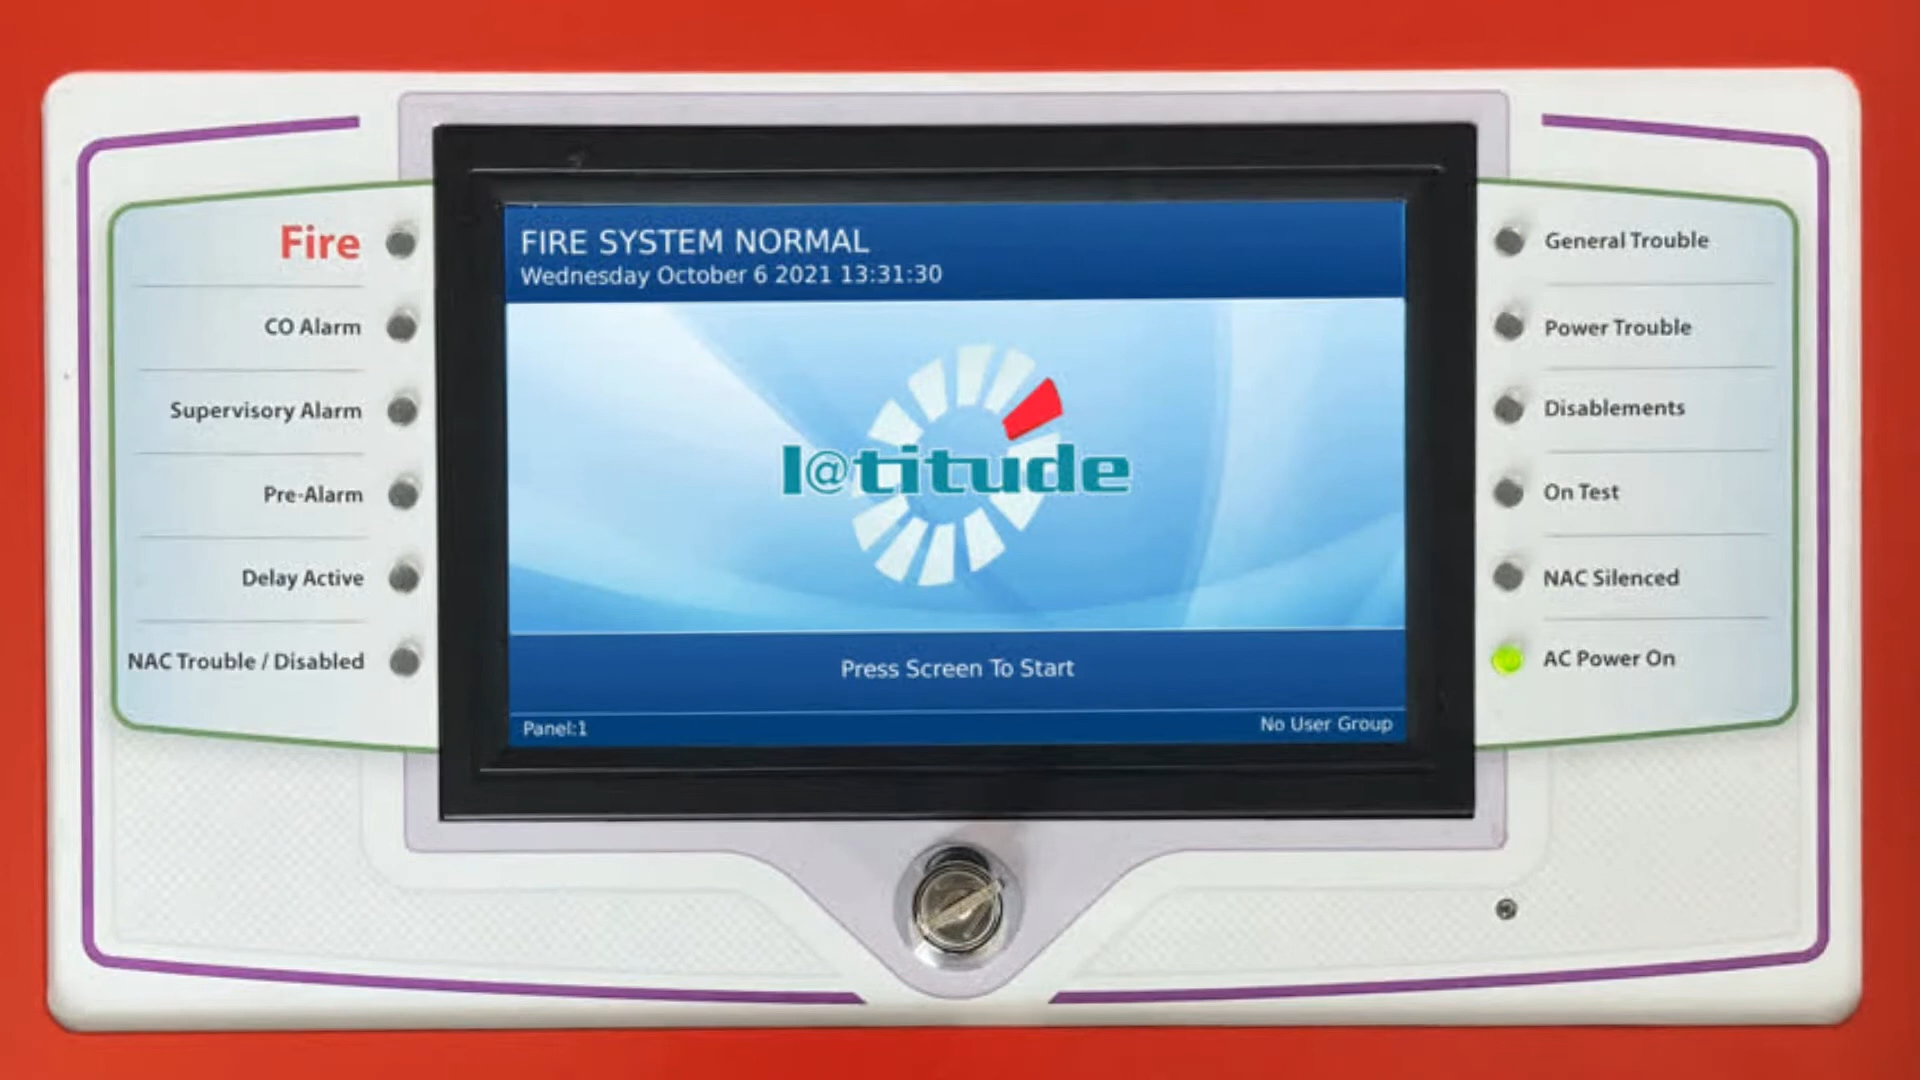 Fire
CO Alarm
Supervisory Alarm
Pre-Alarm
Delay Active
NAC Trouble / Disabled
FIRE SYSTEM NORMAL
Wednesday October 6 2021 13:31:30
l@titude
Press Screen To Start
Panel:1
No User Group
General Trouble
Power Trouble
Disablements
On Test
NAC Silenced
AC Power On